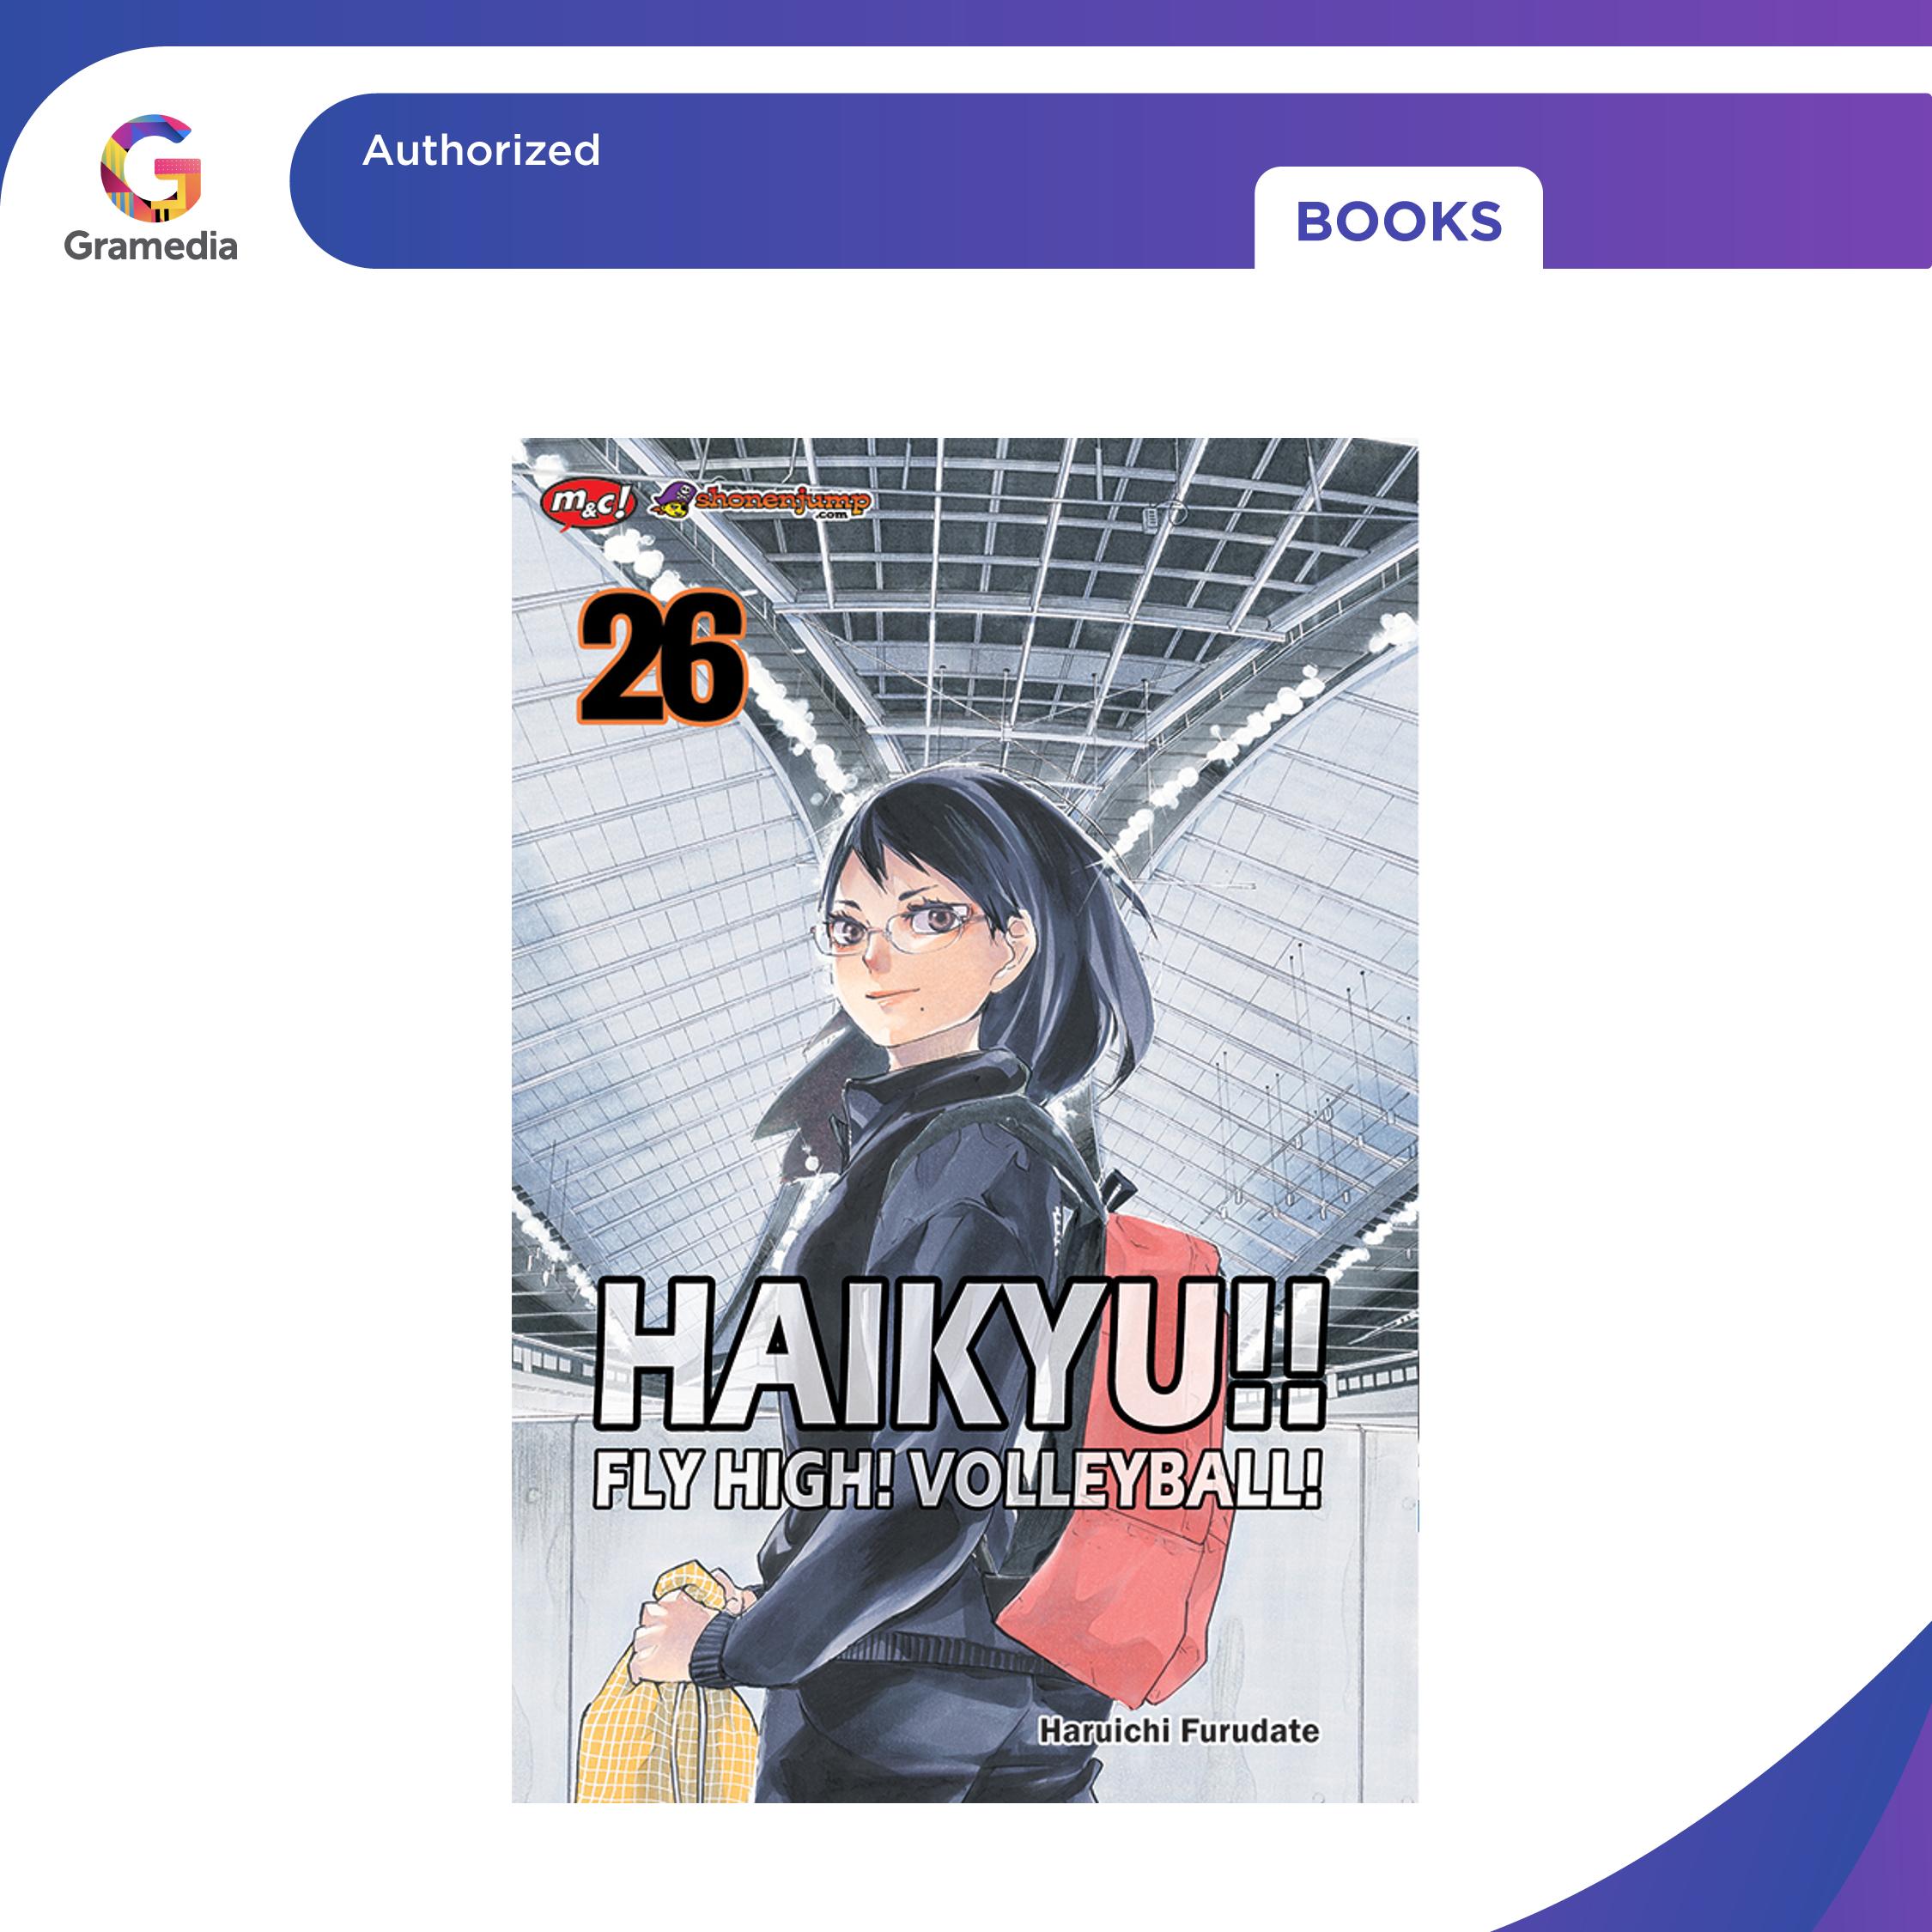 Gramedia
Authorized
BOOKS
m&c!
shonenjump
.com
26
HAIKYU!!
FLY HIGH! VOLLEYBALL!
Haruichi Furudate